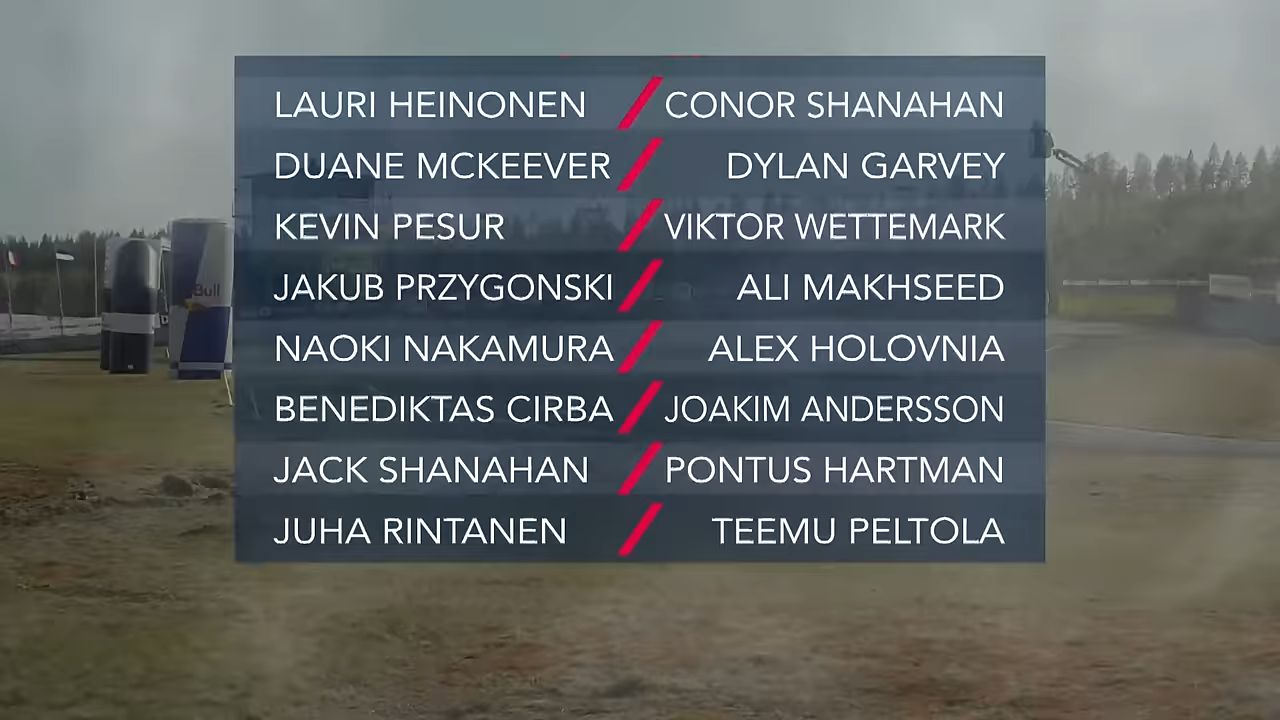 LAURI HEINONEN / CONOR SHANAHAN
DUANE MCKEEVER / DYLAN GARVEY
KEVIN PESUR / VIKTOR WETTEMARK
JAKUB PRZYGONSKI / ALI MAKHSEED
NAOKI NAKAMURA / ALEX HOLOVNIA
BENEDIKTAS CIRBA / JOAKIM ANDERSSON
JACK SHANAHAN / PONTUS HARTMAN
JUHA RINTANEN / TEEMU PELTOLA
Bull